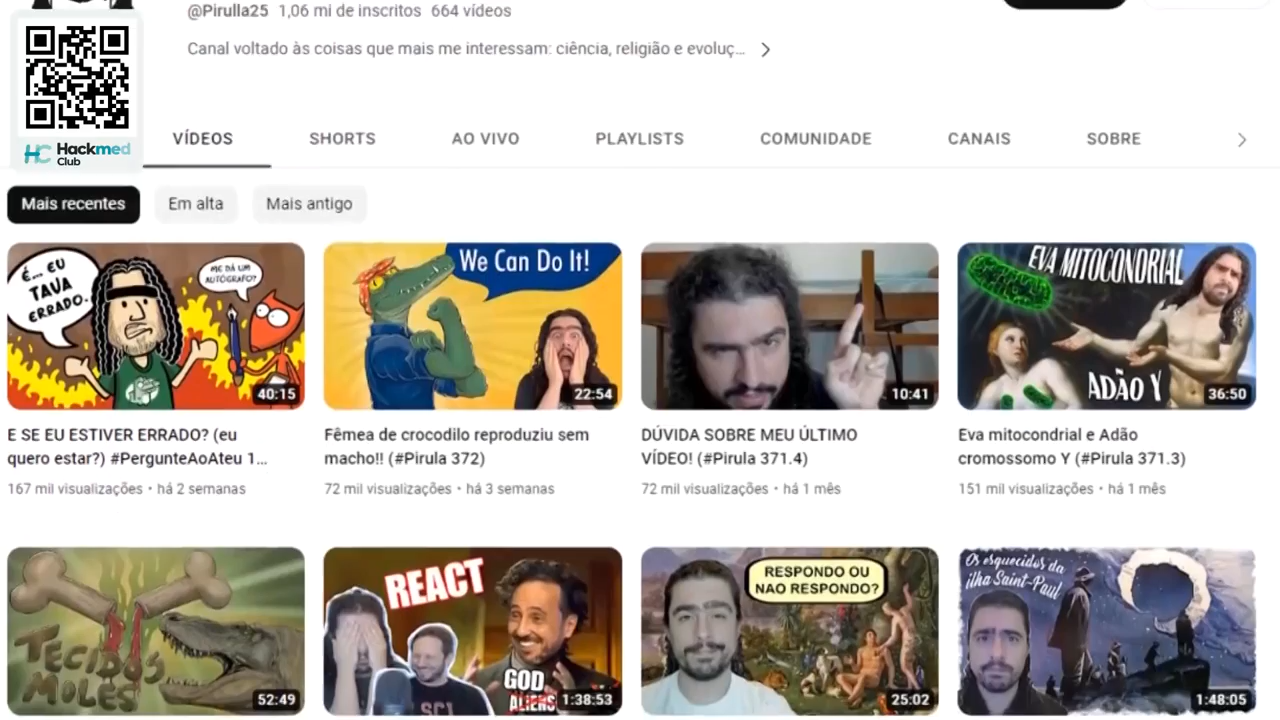 @Pirulla25 1,06 mi de inscritos 664 vídeos
Canal voltado às coisas que mais me interessam: ciência, religião e evoluç...
Hackmed
Club
VÍDEOS SHORTS AO VIVO PLAYLISTS COMUNIDADE CANAIS SOBRE
Mais recentes Em alta Mais antigo
É... EU
TAVA
ERRADO.
ME DÁ UM
AUTÓGRAFO?
40:15
We Can Do It!
22:54
10:41
EVA MITOCONDRIAL
ADÃO Y
36:50
E SE EU ESTIVER ERRADO? (eu
quero estar?) #PergunteAoAteu 1...
167 mil visualizações • há 2 semanas
Fêmea de crocodilo reproduziu sem
macho!! (#Pirula 372)
72 mil visualizações • há 3 semanas
DÚVIDA SOBRE MEU ÚLTIMO
VÍDEO! (#Pirula 371.4)
72 mil visualizações • há 1 mês
Eva mitocondrial e Adão
cromossomo Y (#Pirula 371.3)
151 mil visualizações • há 1 mês
TECIDOS
MOLES
52:49
REACT
GOD
ALIENS
SCI
1:38:53
RESPONDO OU
NAO RESPONDO?
25:02
Os esquecidos da
ilha Saint-Paul
1:48:05